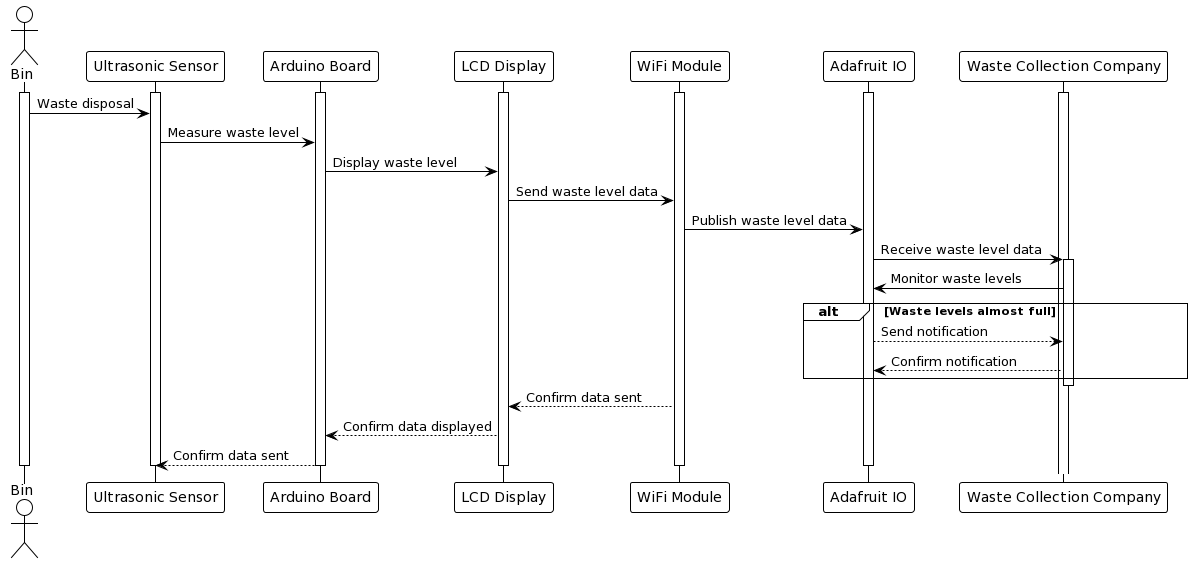 Bin
Ultrasonic Sensor
Arduino Board
LCD Display
WiFi Module
Adafruit IO
Waste Collection Company
Waste disposal
Measure waste level
Display waste level
Send waste level data
Publish waste level data
Receive waste level data
Monitor waste levels
alt
[Waste levels almost full]
Send notification
Confirm notification
Confirm data sent
Confirm data displayed
Confirm data sent
Bin
Ultrasonic Sensor
Arduino Board
LCD Display
WiFi Module
Adafruit IO
Waste Collection Company